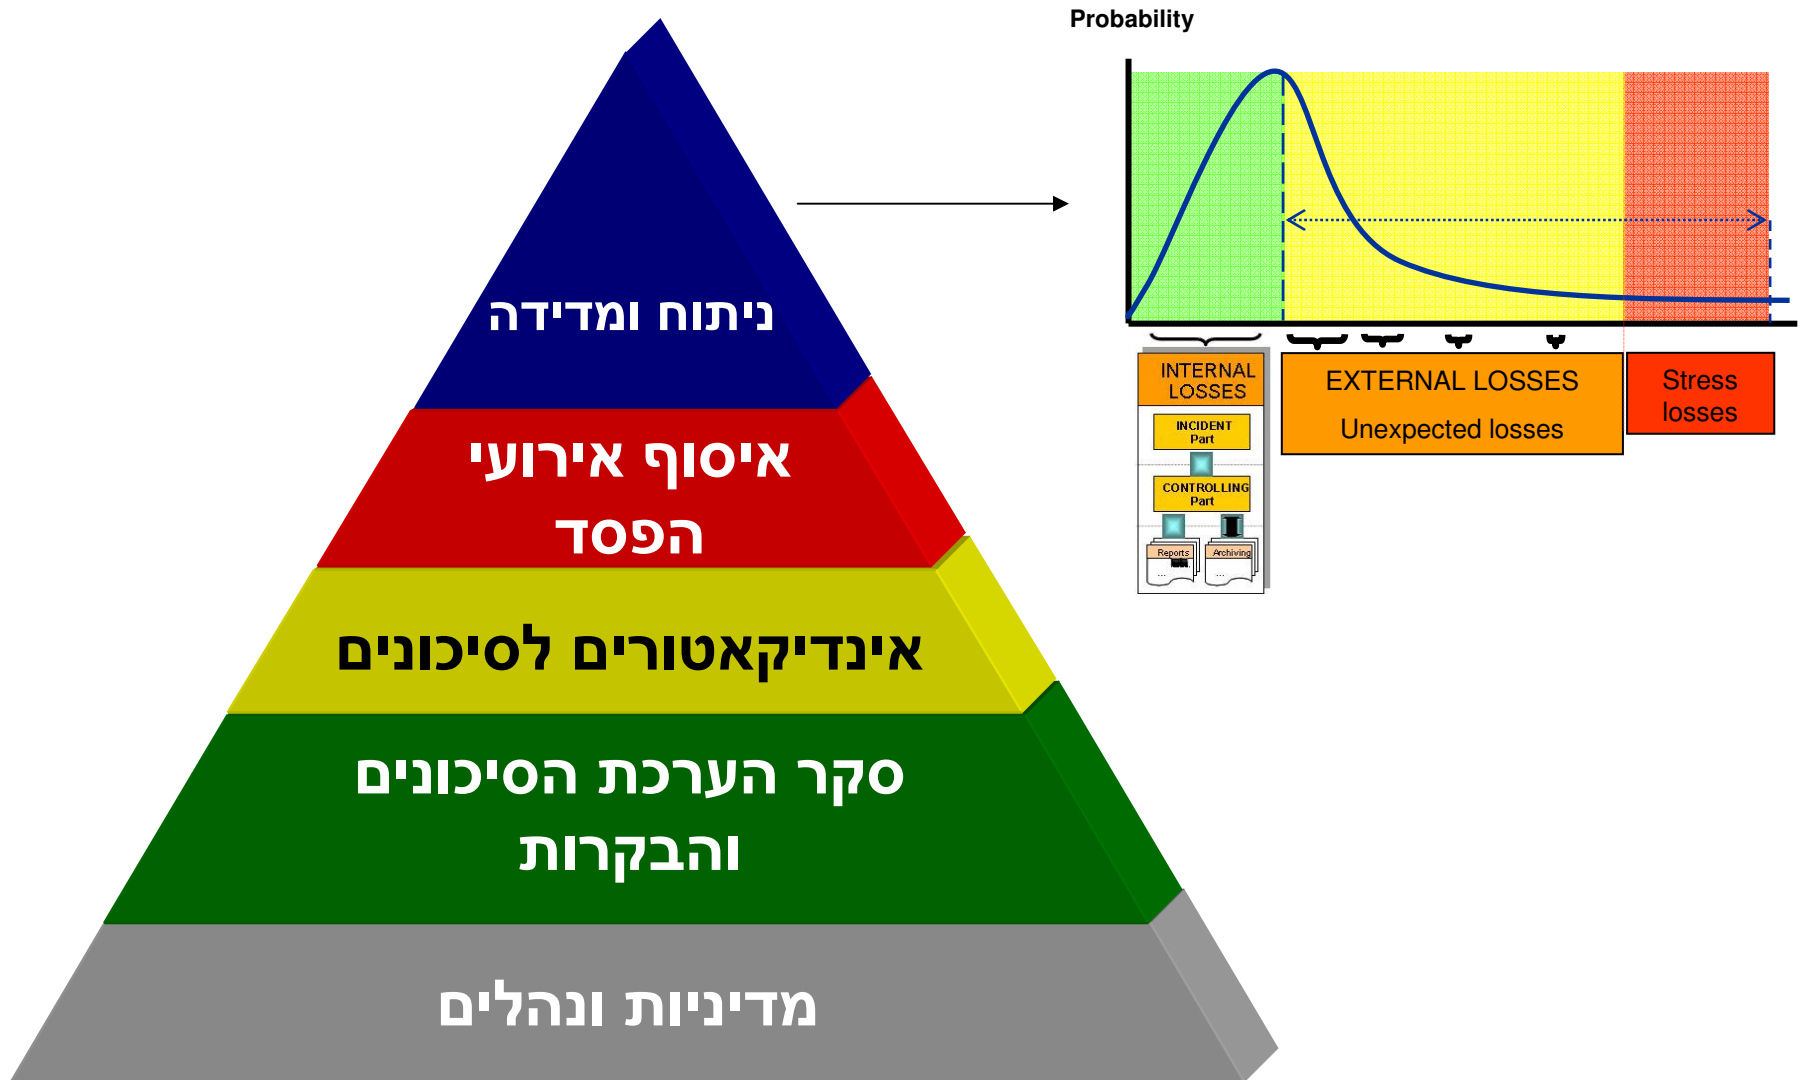 Probability
ניתוח ומדידה
איסוף אירועי
הפסד
אינדיקאטורים לסיכונים
סקר הערכת הסיכונים
והבקרות
מדיניות ונהלים
INTERNAL
LOSSES
INCIDENT
Part
CONTROLLING
Part
Reports
...
Archiving
...
EXTERNAL LOSSES
Unexpected losses
Stress
losses